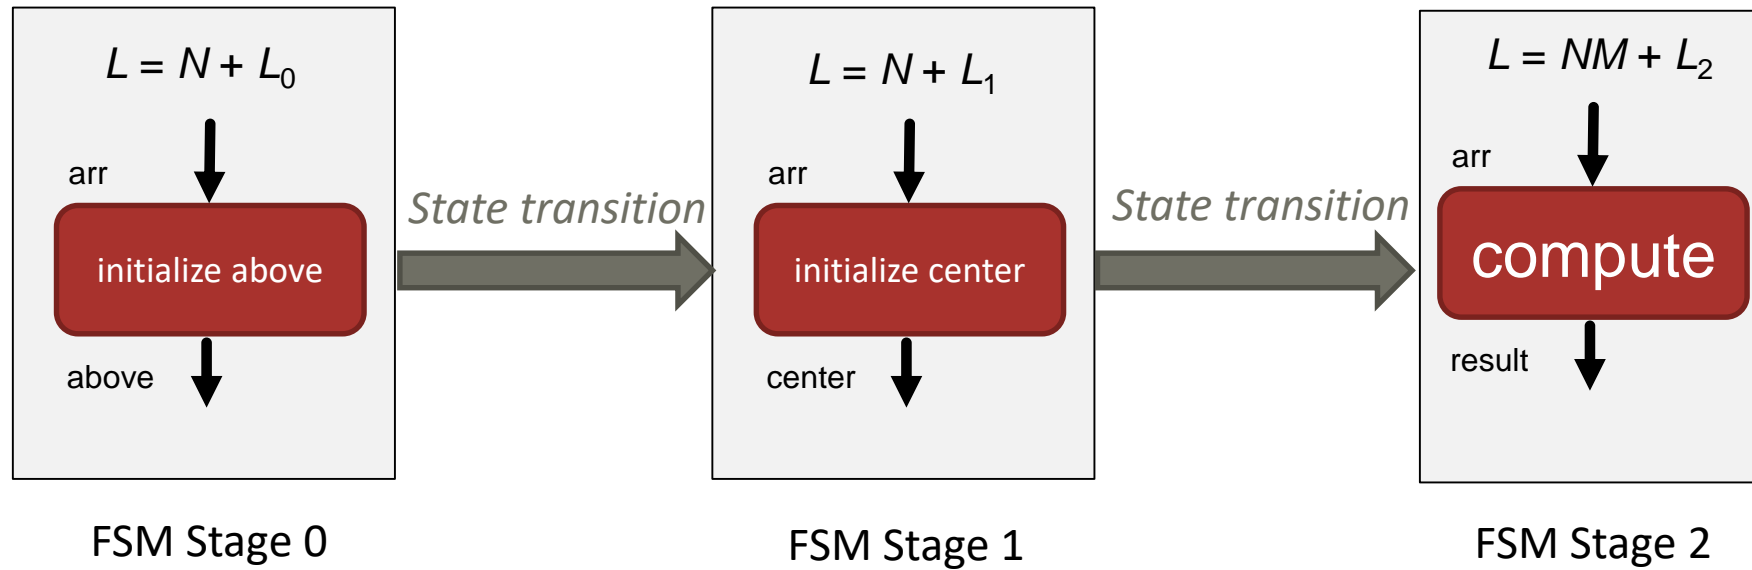 L = N + L₀
arr
initialize above
above
FSM Stage 0
State transition
L = N + L₁
arr
initialize center
center
FSM Stage 1
State transition
L = NM + L₂
arr
compute
result
FSM Stage 2